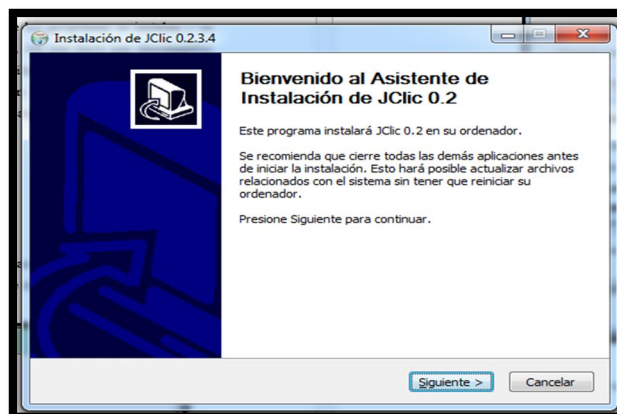 Instalación de JClic 0.2.3.4
Bienvenido al Asistente de
Instalación de JClic 0.2
Este programa instalará JClic 0.2 en su ordenador.
Se recomienda que cierre todas las demás aplicaciones antes
de iniciar la instalación. Esto hará posible actualizar archivos
relacionados con el sistema sin tener que reiniciar su
ordenador.
Presione Siguiente para continuar.
Siguiente >
Cancelar